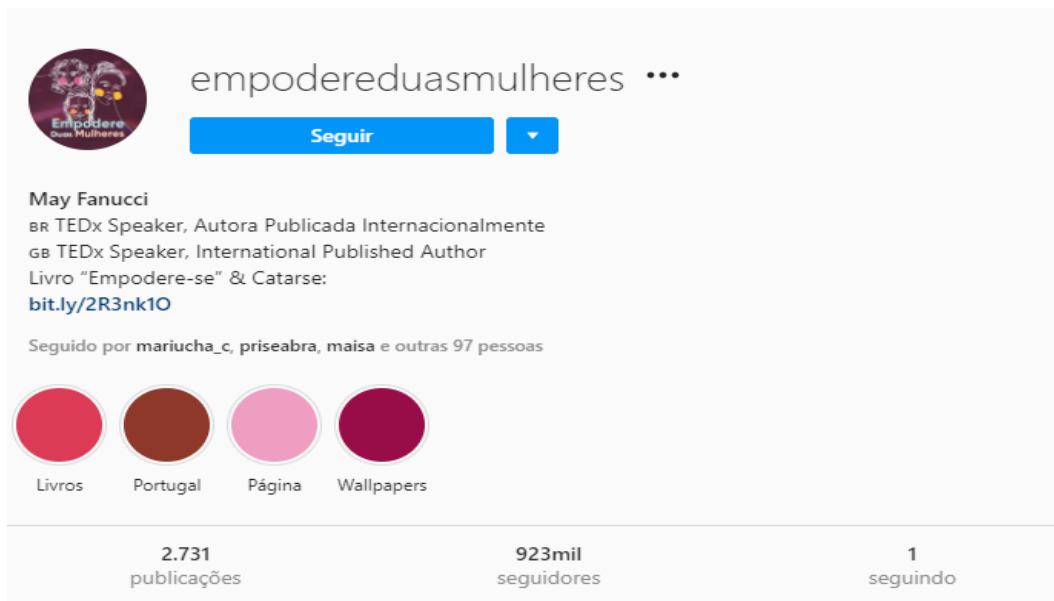 Empodere
Duas Mulheres
empodereduasmulheres •••
Seguir
May Fanucci
BR TEDx Speaker, Autora Publicada Internacionalmente
GB TEDx Speaker, International Published Author
Livro “Empodere-se” & Catarse:
bit.ly/2R3nk1O
Seguido por mariucha_c, priseabra, maisa e outras 97 pessoas
Livros Portugal Página Wallpapers
2.731 923mil 1
publicações seguidores seguindo